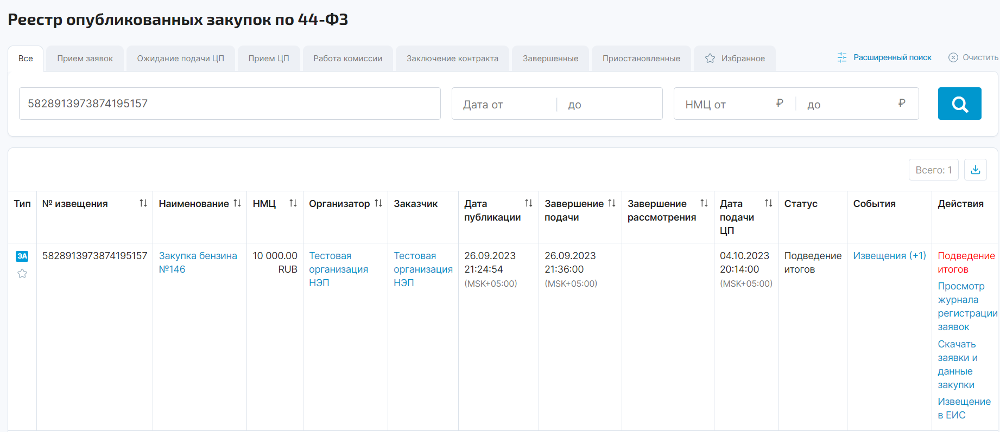 Реестр опубликованных закупок по 44-ФЗ
Все
Прием заявок
Ожидание подачи ЦП
Прием ЦП
Работа комиссии
Заключение контракта
Завершенные
Приостановленные
Избранное
Расширенный поиск
Очистить
5828913973874195157
Дата от
до
НМЦ от ₽
до ₽
Всего: 1
Тип
№ извещения
Наименование
НМЦ
Организатор
Заказчик
Дата
публикации
Завершение
подачи
Завершение
рассмотрения
Дата
подачи
ЦП
Статус
События
Действия
ЭА
5828913973874195157
Закупка бензина
№146
10 000.00
RUB
Тестовая
организация
НЭП
Тестовая
организация
НЭП
26.09.2023
21:24:54
(MSK+05:00)
26.09.2023
21:36:00
(MSK+05:00)
04.10.2023
20:14:00
(MSK+05:00)
Подведение
итогов
Извещения (+1)
Подведение
итогов
Просмотр
журнала
регистрации
заявок
Скачать
заявки и
данные
закупки
Извещение
в ЕИС